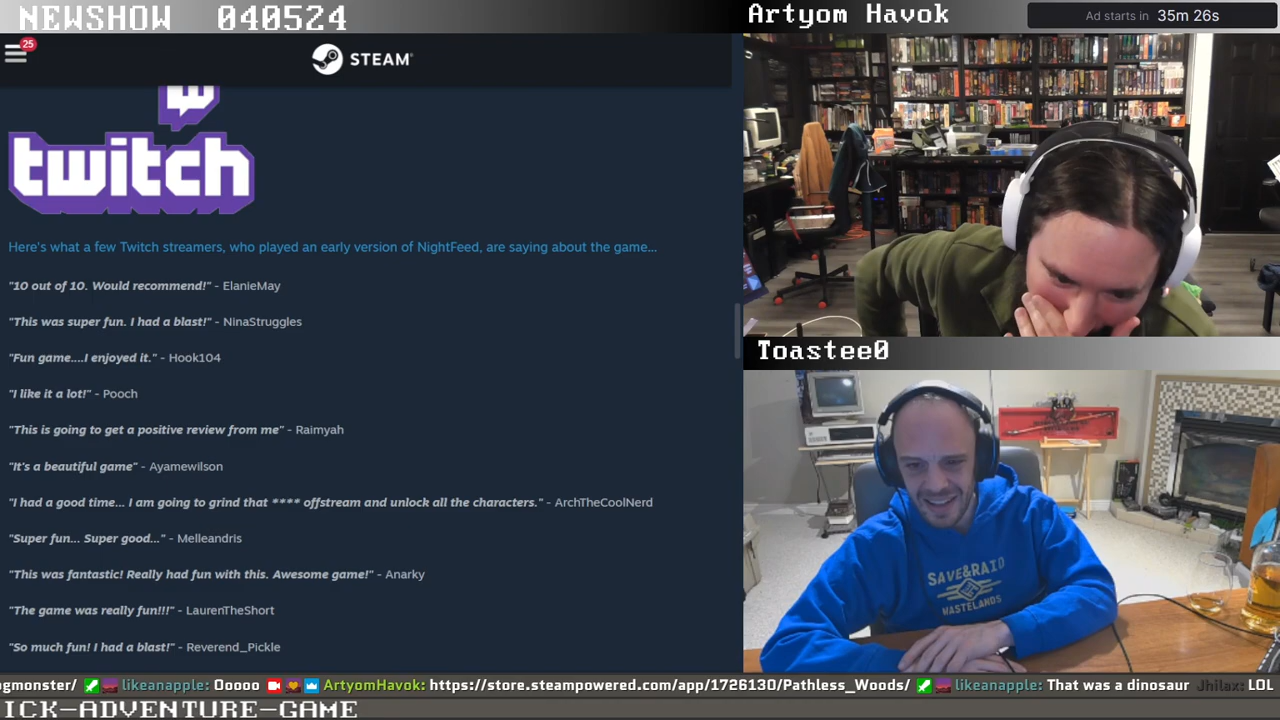 NEWSHOW 040524
Artyom Havok
Ad starts in 35m 26s
25
STEAM
twitch
Here's what a few Twitch streamers, who played an early version of NightFeed, are saying about the game...
"10 out of 10. Would recommend!" - ElanieMay
"This was super fun. I had a blast!" - NinaStruggles
"Fun game....I enjoyed it." - Hook104
"I like it a lot!" - Pooch
"This is going to get a positive review from me" - Raimyah
"It's a beautiful game" - Ayamewilson
"I had a good time... I am going to grind that **** offstream and unlock all the characters." - ArchTheCoolNerd
"Super fun... Super good..." - Melleandris
"This was fantastic! Really had fun with this. Awesome game!" - Anarky
"The game was really fun!!!" - LaurenTheShort
"So much fun! I had a blast!" - Reverend_Pickle
Toastee0
SAVE&RAID
WASTELANDS
ogmonster/ likeanapple: Ooooo ArtyomHavok: https://store.steampowered.com/app/1726130/Pathless_Woods/ likeanapple: That was a dinosaur Jhilax: LOL
ICK-ADVENTURE-GAME